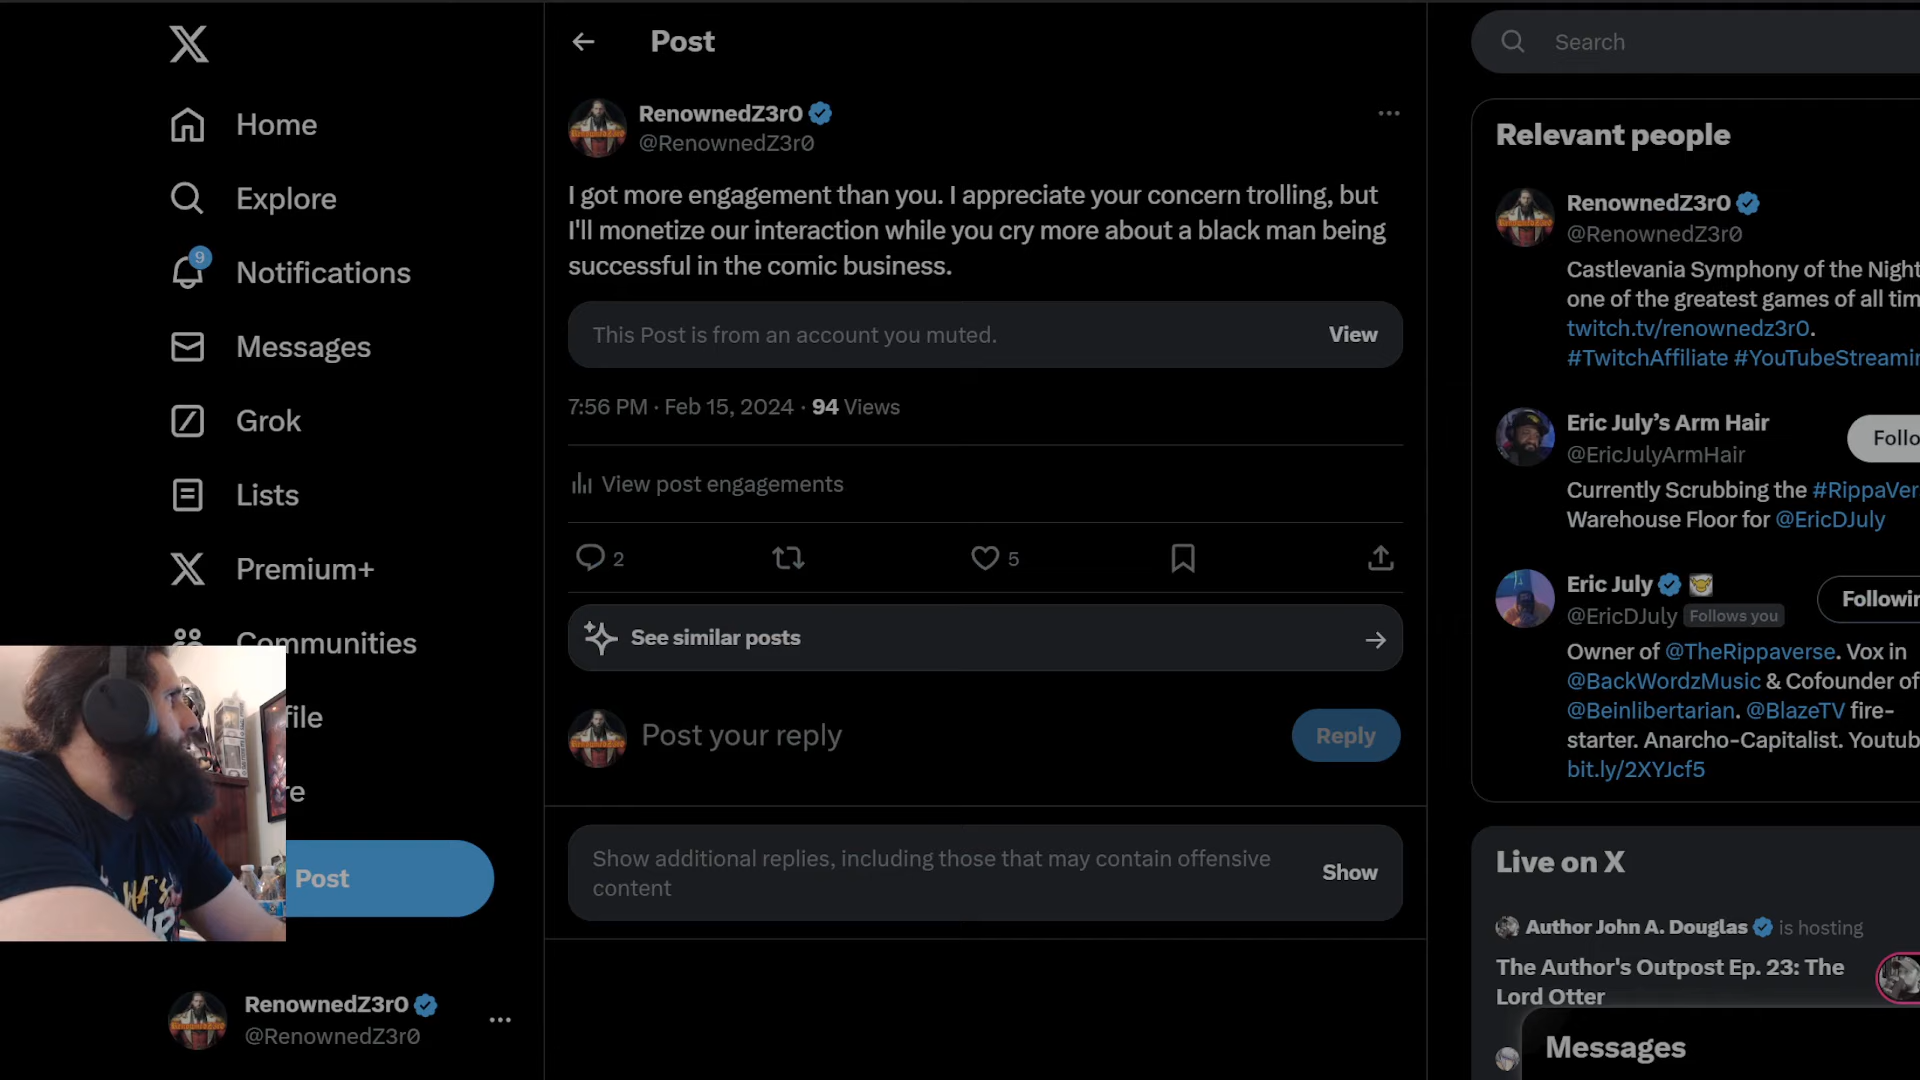 Home
Explore
9
Notifications
Messages
Grok
Lists
Premium+
Communities
file
re
Post
RenownedZ3r0
@RenownedZ3r0
Post
RenownedZ3r0
@RenownedZ3r0
I got more engagement than you. I appreciate your concern trolling, but
I'll monetize our interaction while you cry more about a black man being
successful in the comic business.
This Post is from an account you muted.
View
7:56 PM · Feb 15, 2024 · 94 Views
View post engagements
2
5
See similar posts
Post your reply
Reply
Show additional replies, including those that may contain offensive
content
Show
Search
Relevant people
RenownedZ3r0
@RenownedZ3r0
Castlevania Symphony of the Night
one of the greatest games of all tim
twitch.tv/renownedz3r0.
#TwitchAffiliate #YouTubeStreamin
Eric July’s Arm Hair
@EricJulyArmHair
Follo
Currently Scrubbing the #RippaVer
Warehouse Floor for @EricDJuly
Eric July
@EricDJuly Follows you
Followin
Owner of @TheRippaverse. Vox in
@BackWordzMusic & Cofounder of
@Beinlibertarian. @BlazeTV fire-
starter. Anarcho-Capitalist. Youtub
bit.ly/2XYJcf5
Live on X
Author John A. Douglas is hosting
The Author's Outpost Ep. 23: The
Lord Otter
Messages